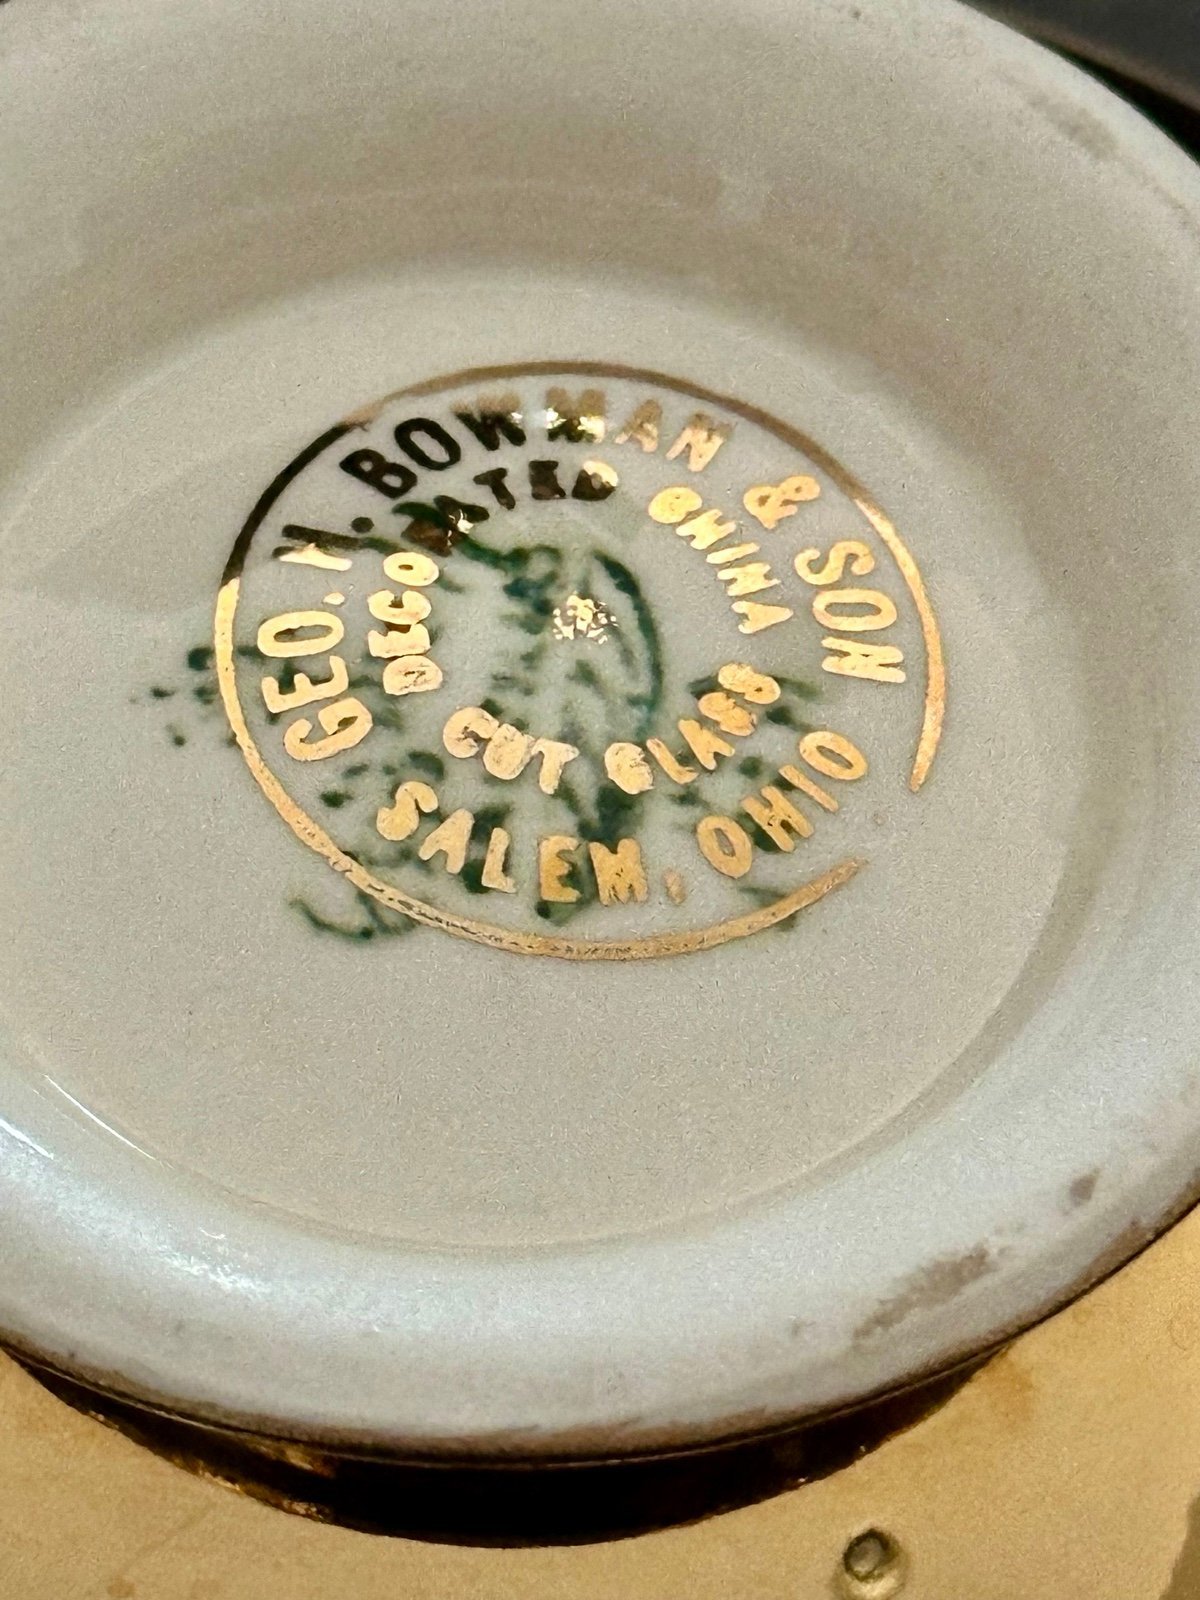 GEO. H. BOWMAN & SON
DECORATED CHINA
CUT GLASS
SALEM, OHIO